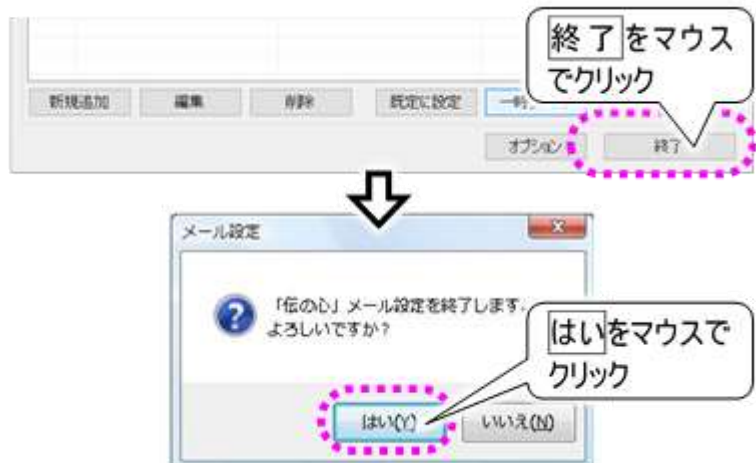 終了をマウス
でクリック
新規追加 編集 削除 既定に設定
オプション 終了
メール設定
「伝の心」メール設定を終了します。
よろしいですか?
はいをマウスで
クリック
はい(Y) いいえ(N)